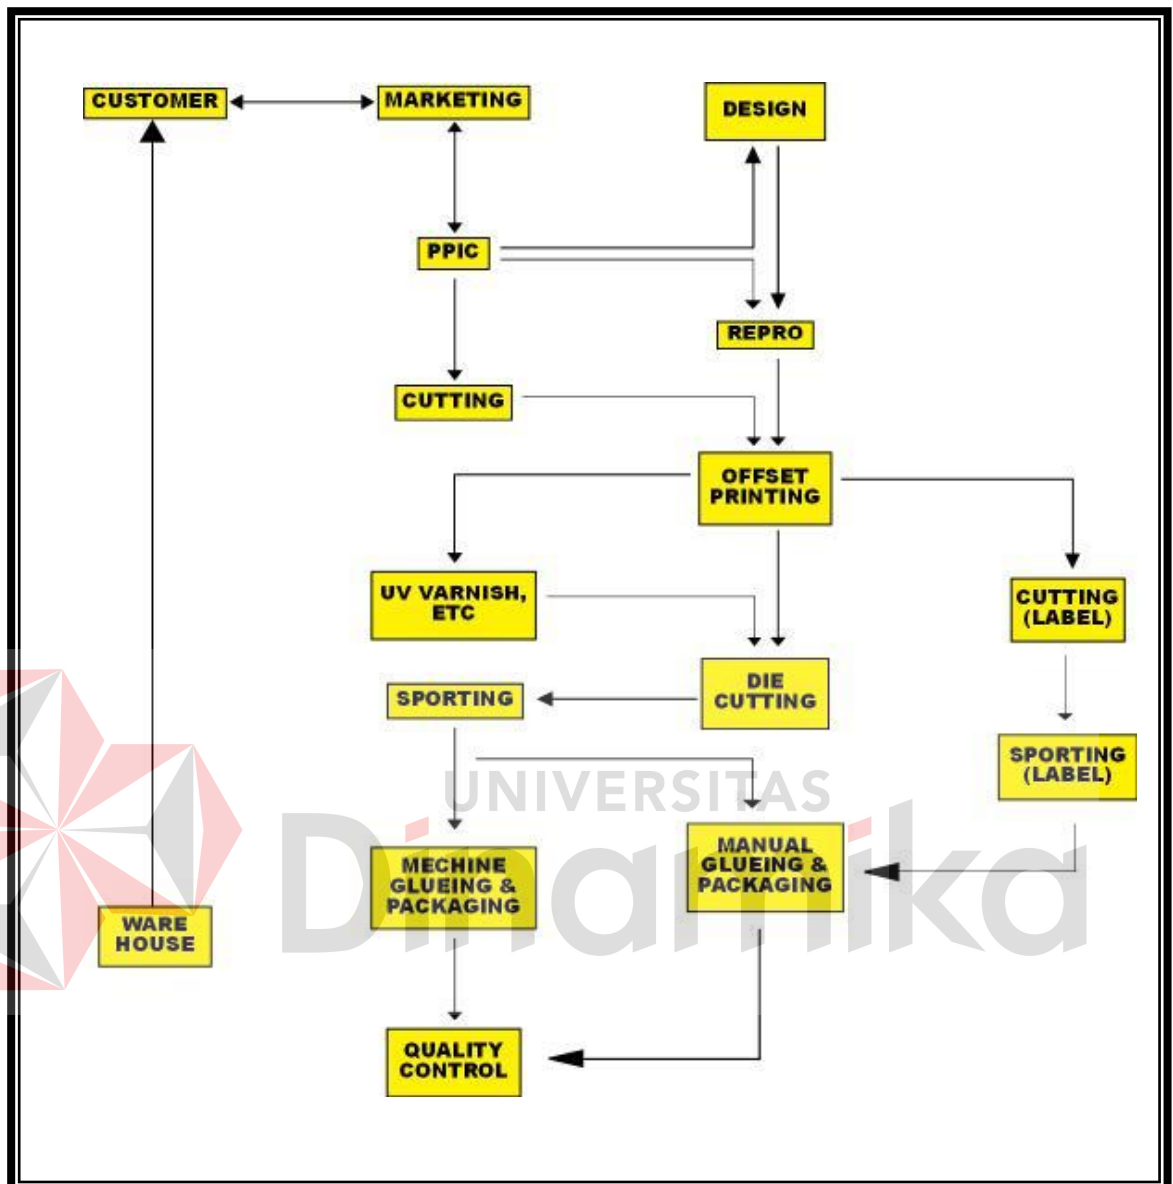 CUSTOMER
MARKETING
DESIGN
PPIC
REPRO
CUTTING
OFFSET
PRINTING
UV VARNISH,
ETC
CUTTING
(LABEL)
DIE
CUTTING
SPORTING
SPORTING
(LABEL)
UNIVERSITAS
Dinamika
MECHINE
GLUEING &
PACKAGING
MANUAL
GLUEING &
PACKAGING
WARE
HOUSE
QUALITY
CONTROL